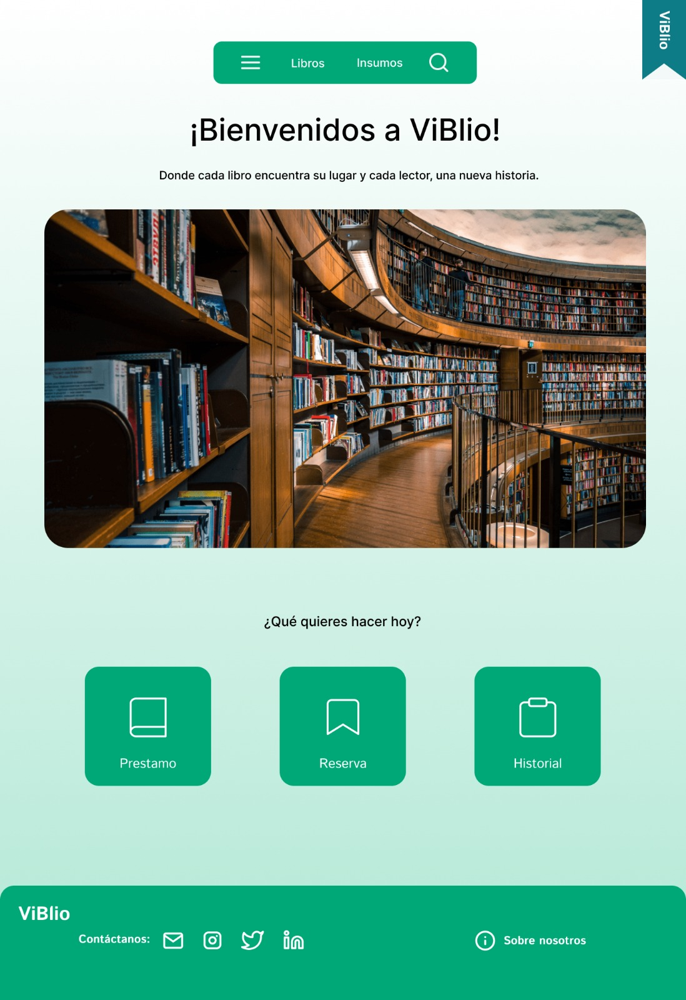 ViBlio
Libros
Insumos
¡Bienvenidos a ViBlio!
Donde cada libro encuentra su lugar y cada lector, una nueva historia.
¿Qué quieres hacer hoy?
Prestamo
Reserva
Historial
ViBlio
Contáctanos:
Sobre nosotros